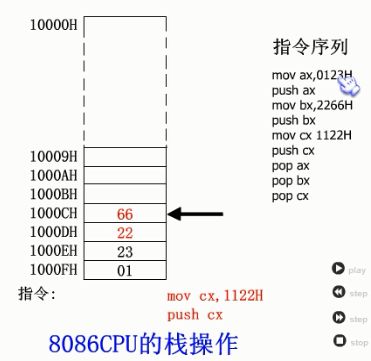 10000H
指令序列
mov ax,0123H
push ax
mov bx,2266H
push bx
mov cx 1122H
push cx
pop ax
pop bx
pop cx
10009H
1000AH
1000BH
1000CH 66
1000DH 22
1000EH 23
1000FH 01
指令: mov cx,1122H
push cx
8086CPU的栈操作
play
step
step
stop